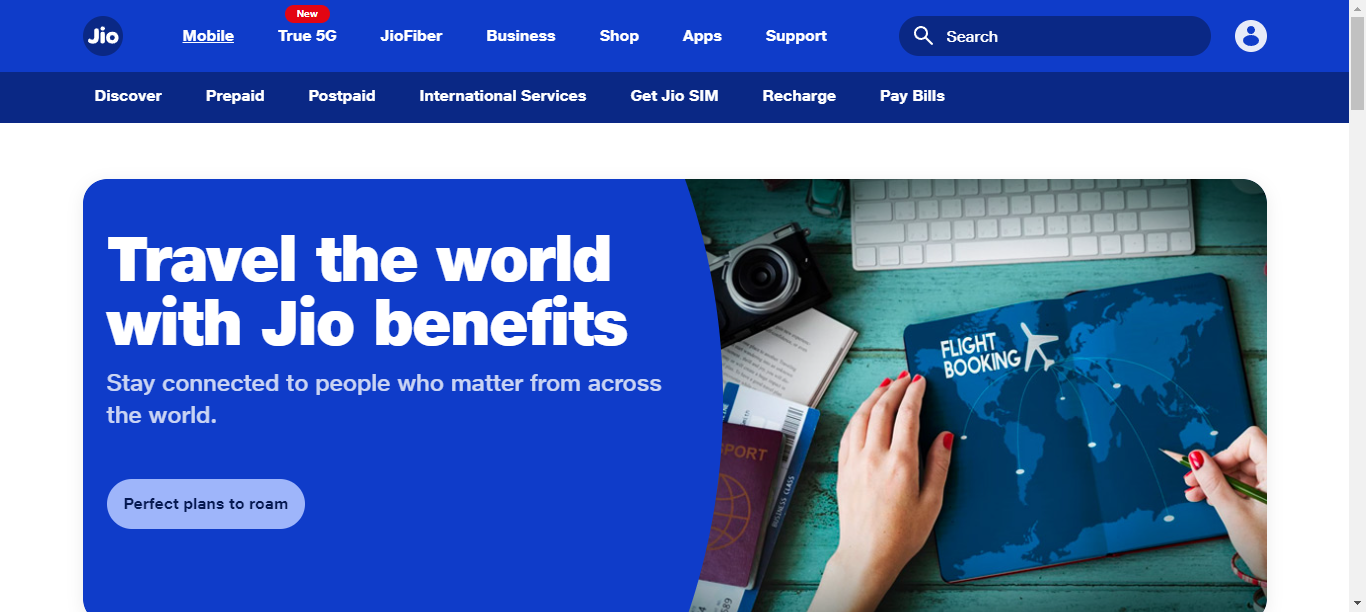 New
Jio
Mobile
True 5G
JioFiber
Business
Shop
Apps
Support
Search
Discover
Prepaid
Postpaid
International Services
Get Jio SIM
Recharge
Pay Bills
Travel the world
with Jio benefits
Stay connected to people who matter from across
the world.
Perfect plans to roam
FLIGHT
BOOKING
PORT
BUSINESS CLASS